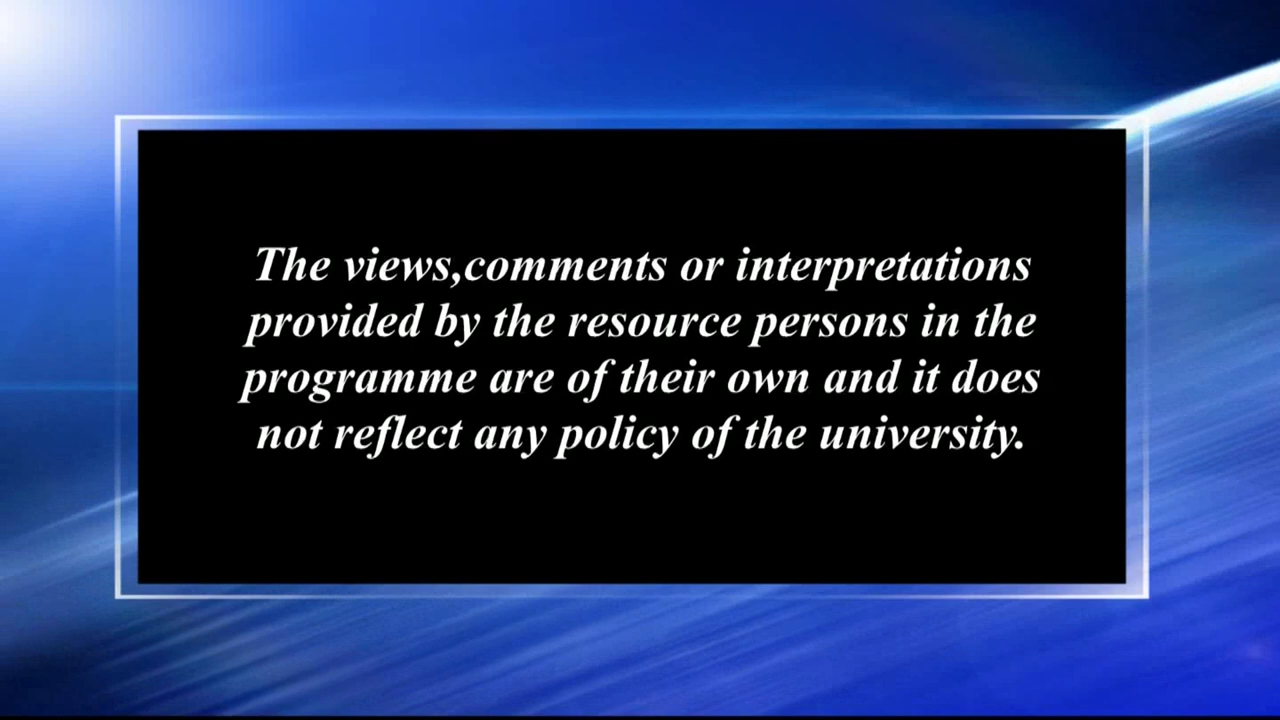 The views,comments or interpretations
provided by the resource persons in the
programme are of their own and it does
not reflect any policy of the university.